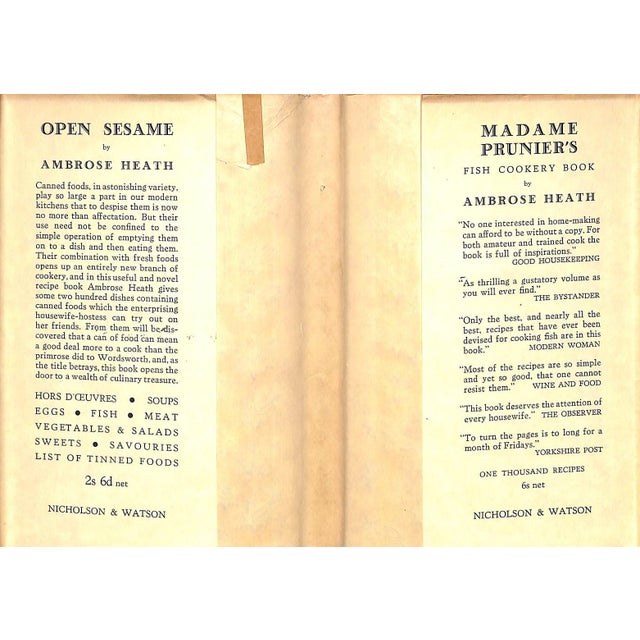 OPEN SESAME
by
AMBROSE HEATH
Canned foods, in astonishing variety,
play so large a part in our modern
kitchens that to despise them is now
no more than affectation. But their
use need not be confined to the
simple operation of emptying them
on to a dish and then eating them.
Their combination with fresh foods
opens up an entirely new branch of
cookery, and in this useful and novel
recipe book Ambrose Heath gives
some two hundred dishes containing
canned foods which the enterprising
housewife-hostess can try out on
her friends. From them will be dis-
covered that a can of food can mean
a good deal more to a cook than the
primrose did to Wordsworth, and, as
the title betrays, this book opens the
door to a wealth of culinary treasure.
HORS D'ŒUVRES • SOUPS
EGGS • FISH • MEAT
VEGETABLES & SALADS
SWEETS • SAVOURIES
LIST OF TINNED FOODS
2s 6d net
NICHOLSON & WATSON
MADAME
PRUNIER'S
FISH COOKERY BOOK
by
AMBROSE HEATH
"No one interested in home-making
can afford to be without a copy. For
both amateur and trained cook the
book is full of inspirations."
GOOD HOUSEKEEPING
"As thrilling a gustatory volume as
you will ever find."
THE BYSTANDER
"Only the best, and nearly all the
best, recipes that have ever been
devised for cooking fish are in this
book."
MODERN WOMAN
"Most of the recipes are so simple
and yet so good, that one cannot
resist them." WINE AND FOOD
"This book deserves the attention of
every housewife." THE OBSERVER
"To turn the pages is to long for a
month of Fridays."
YORKSHIRE POST
ONE THOUSAND RECIPES
6s net
NICHOLSON & WATSON